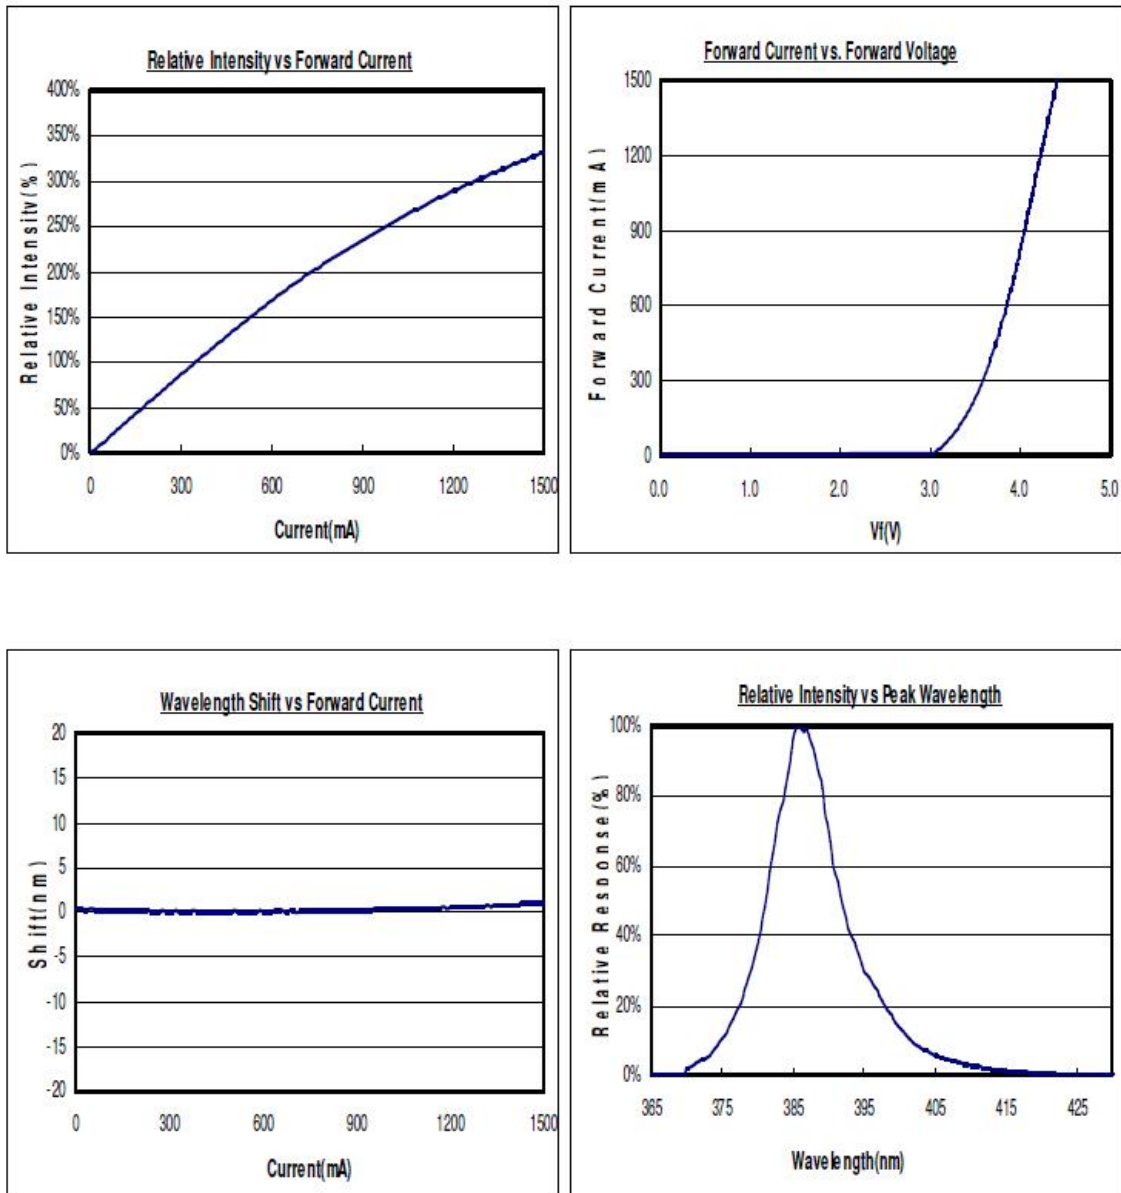 Relative Intensity vs Forward Current
400%
350%
300%
250%
200%
150%
100%
50%
0%
Relative Intensity(%)
0 300 600 900 1200 1500
Current(mA)
Forward Current vs. Forward Voltage
1500
1200
900
600
300
0
Forward Current(mA)
0.0 1.0 2.0 3.0 4.0 5.0
Vf(V)
Wavelength Shift vs Forward Current
20
15
10
5
0
-5
-10
-15
-20
Shift(nm)
0 300 600 900 1200 1500
Current(mA)
Relative Intensity vs Peak Wavelength
100%
80%
60%
40%
20%
0%
Relative Response(%)
365 375 385 395 405 415 425
Wavelength(nm)